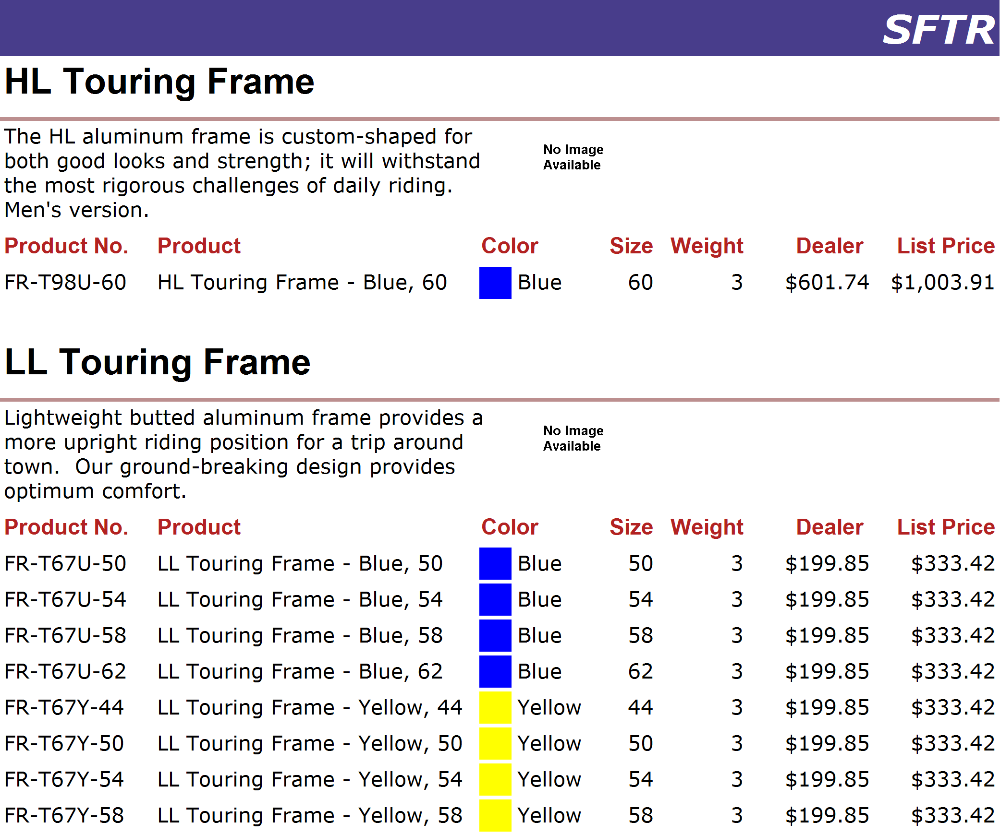 SFTR
HL Touring Frame
The HL aluminum frame is custom-shaped for
both good looks and strength; it will withstand
the most rigorous challenges of daily riding.
Men's version.
No Image
Available
Product No. Product Color Size Weight Dealer List Price
FR-T98U-60 HL Touring Frame - Blue, 60 Blue 60 3 $601.74 $1,003.91
LL Touring Frame
Lightweight butted aluminum frame provides a
more upright riding position for a trip around
town.  Our ground-breaking design provides
optimum comfort.
No Image
Available
Product No. Product Color Size Weight Dealer List Price
FR-T67U-50 LL Touring Frame - Blue, 50 Blue 50 3 $199.85 $333.42
FR-T67U-54 LL Touring Frame - Blue, 54 Blue 54 3 $199.85 $333.42
FR-T67U-58 LL Touring Frame - Blue, 58 Blue 58 3 $199.85 $333.42
FR-T67U-62 LL Touring Frame - Blue, 62 Blue 62 3 $199.85 $333.42
FR-T67Y-44 LL Touring Frame - Yellow, 44 Yellow 44 3 $199.85 $333.42
FR-T67Y-50 LL Touring Frame - Yellow, 50 Yellow 50 3 $199.85 $333.42
FR-T67Y-54 LL Touring Frame - Yellow, 54 Yellow 54 3 $199.85 $333.42
FR-T67Y-58 LL Touring Frame - Yellow, 58 Yellow 58 3 $199.85 $333.42